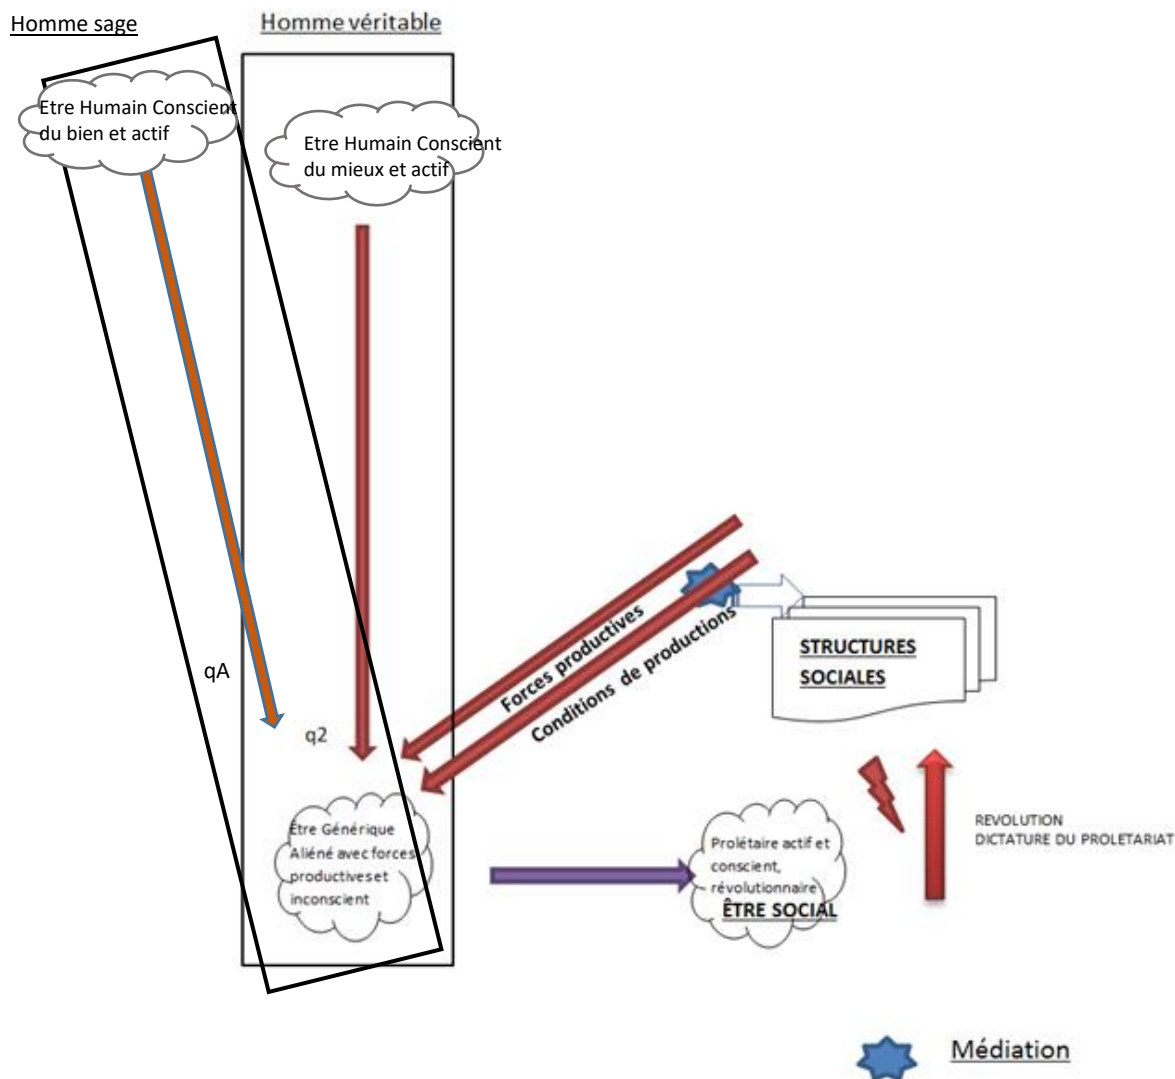 Homme sage
Homme véritable
Etre Humain Conscient
du bien et actif
Etre Humain Conscient
du mieux et actif
Forces productives
Conditions de productions
STRUCTURES
SOCIALES
qA
q2
Être Générique
Aliéné avec forces
productives et
inconscient
Prolétaire actif et
conscient,
révolutionnaire
ÊTRE SOCIAL
REVOLUTION
DICTATURE DU PROLETARIAT
Médiation